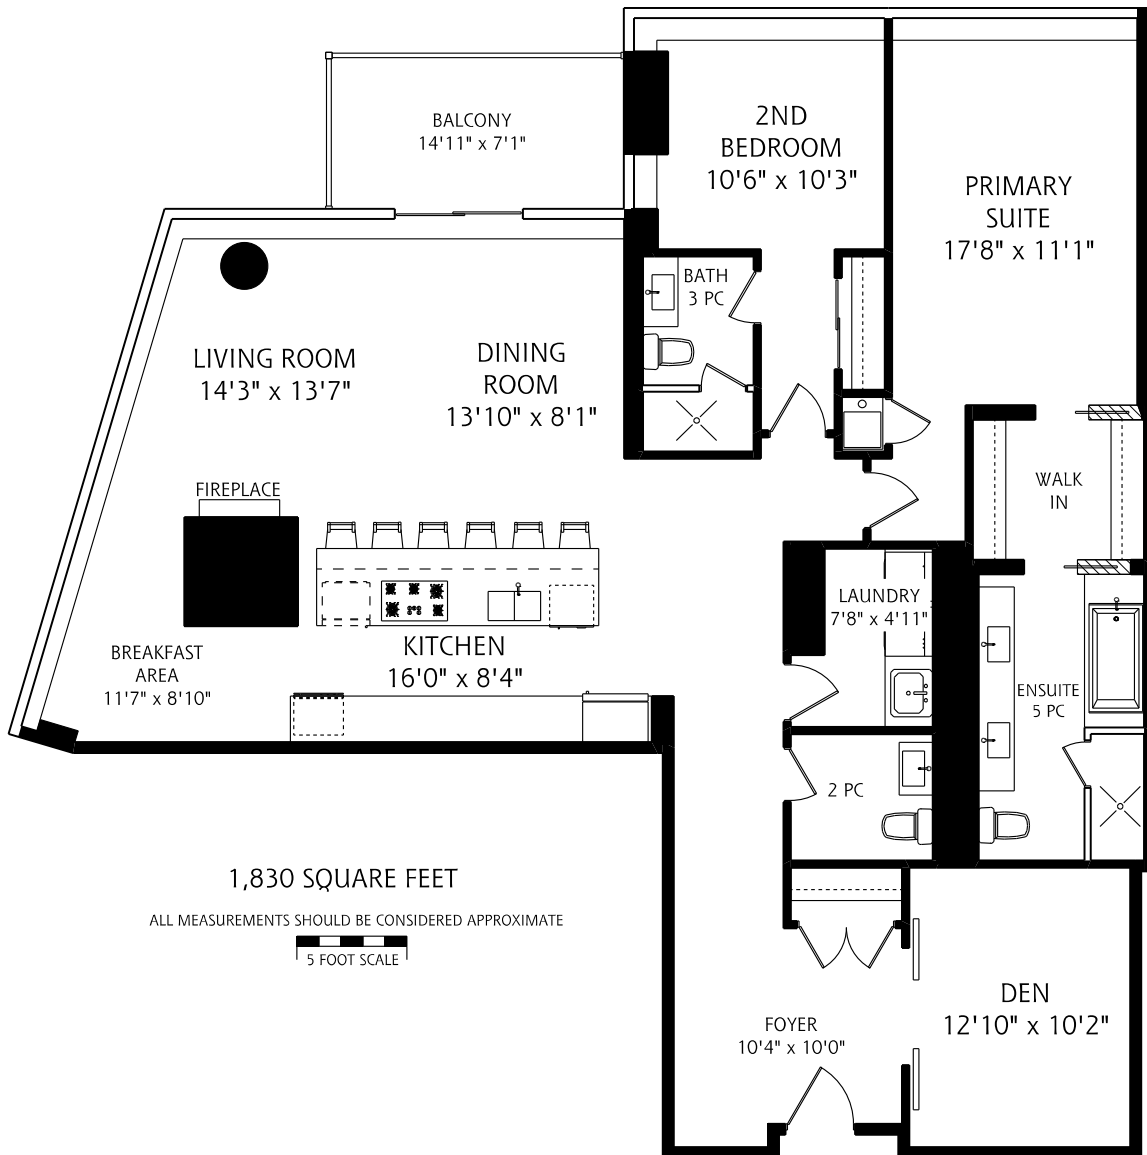 BALCONY
14'11" x 7'1"
2ND
BEDROOM
10'6" x 10'3"
PRIMARY
SUITE
17'8" x 11'1"
BATH
3 PC
LIVING ROOM
14'3" x 13'7"
DINING
ROOM
13'10" x 8'1"
FIREPLACE
WALK
IN
LAUNDRY
7'8" x 4'11"
KITCHEN
16'0" x 8'4"
BREAKFAST
AREA
11'7" x 8'10"
ENSUITE
5 PC
2 PC
1,830 SQUARE FEET
ALL MEASUREMENTS SHOULD BE CONSIDERED APPROXIMATE
5 FOOT SCALE
DEN
12'10" x 10'2"
FOYER
10'4" x 10'0"